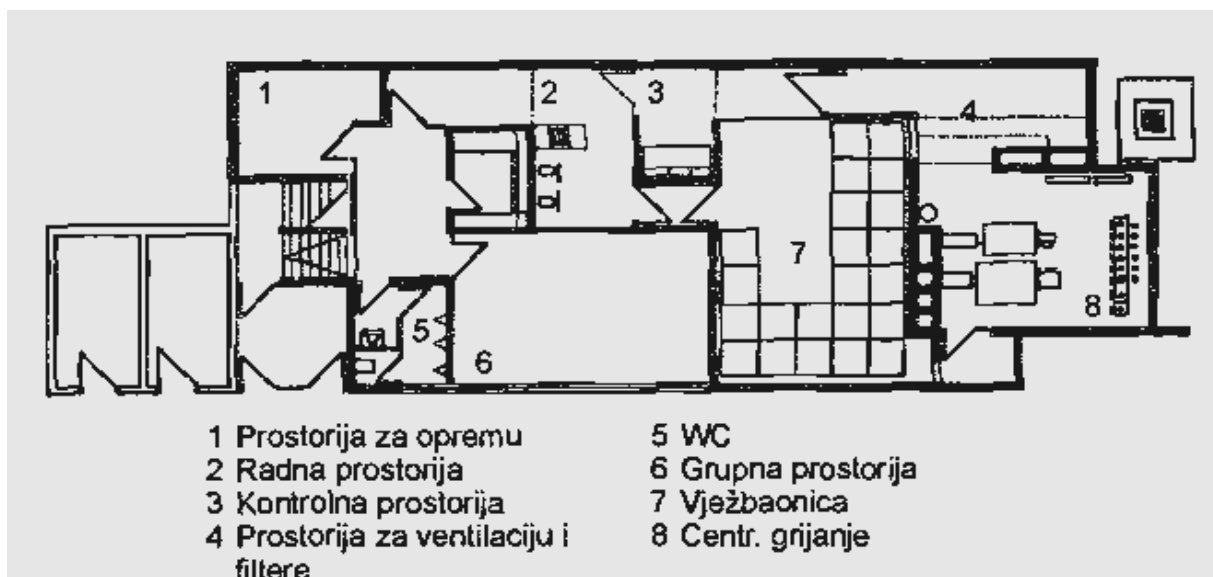 1
2
3
4
5
6
7
8
1 Prostorija za opremu
2 Radna prostorija
3 Kontrolna prostorija
4 Prostorija za ventilaciju i
filtere
5 WC
6 Grupna prostorija
7 Vježbaonica
8 Centr. grijanje